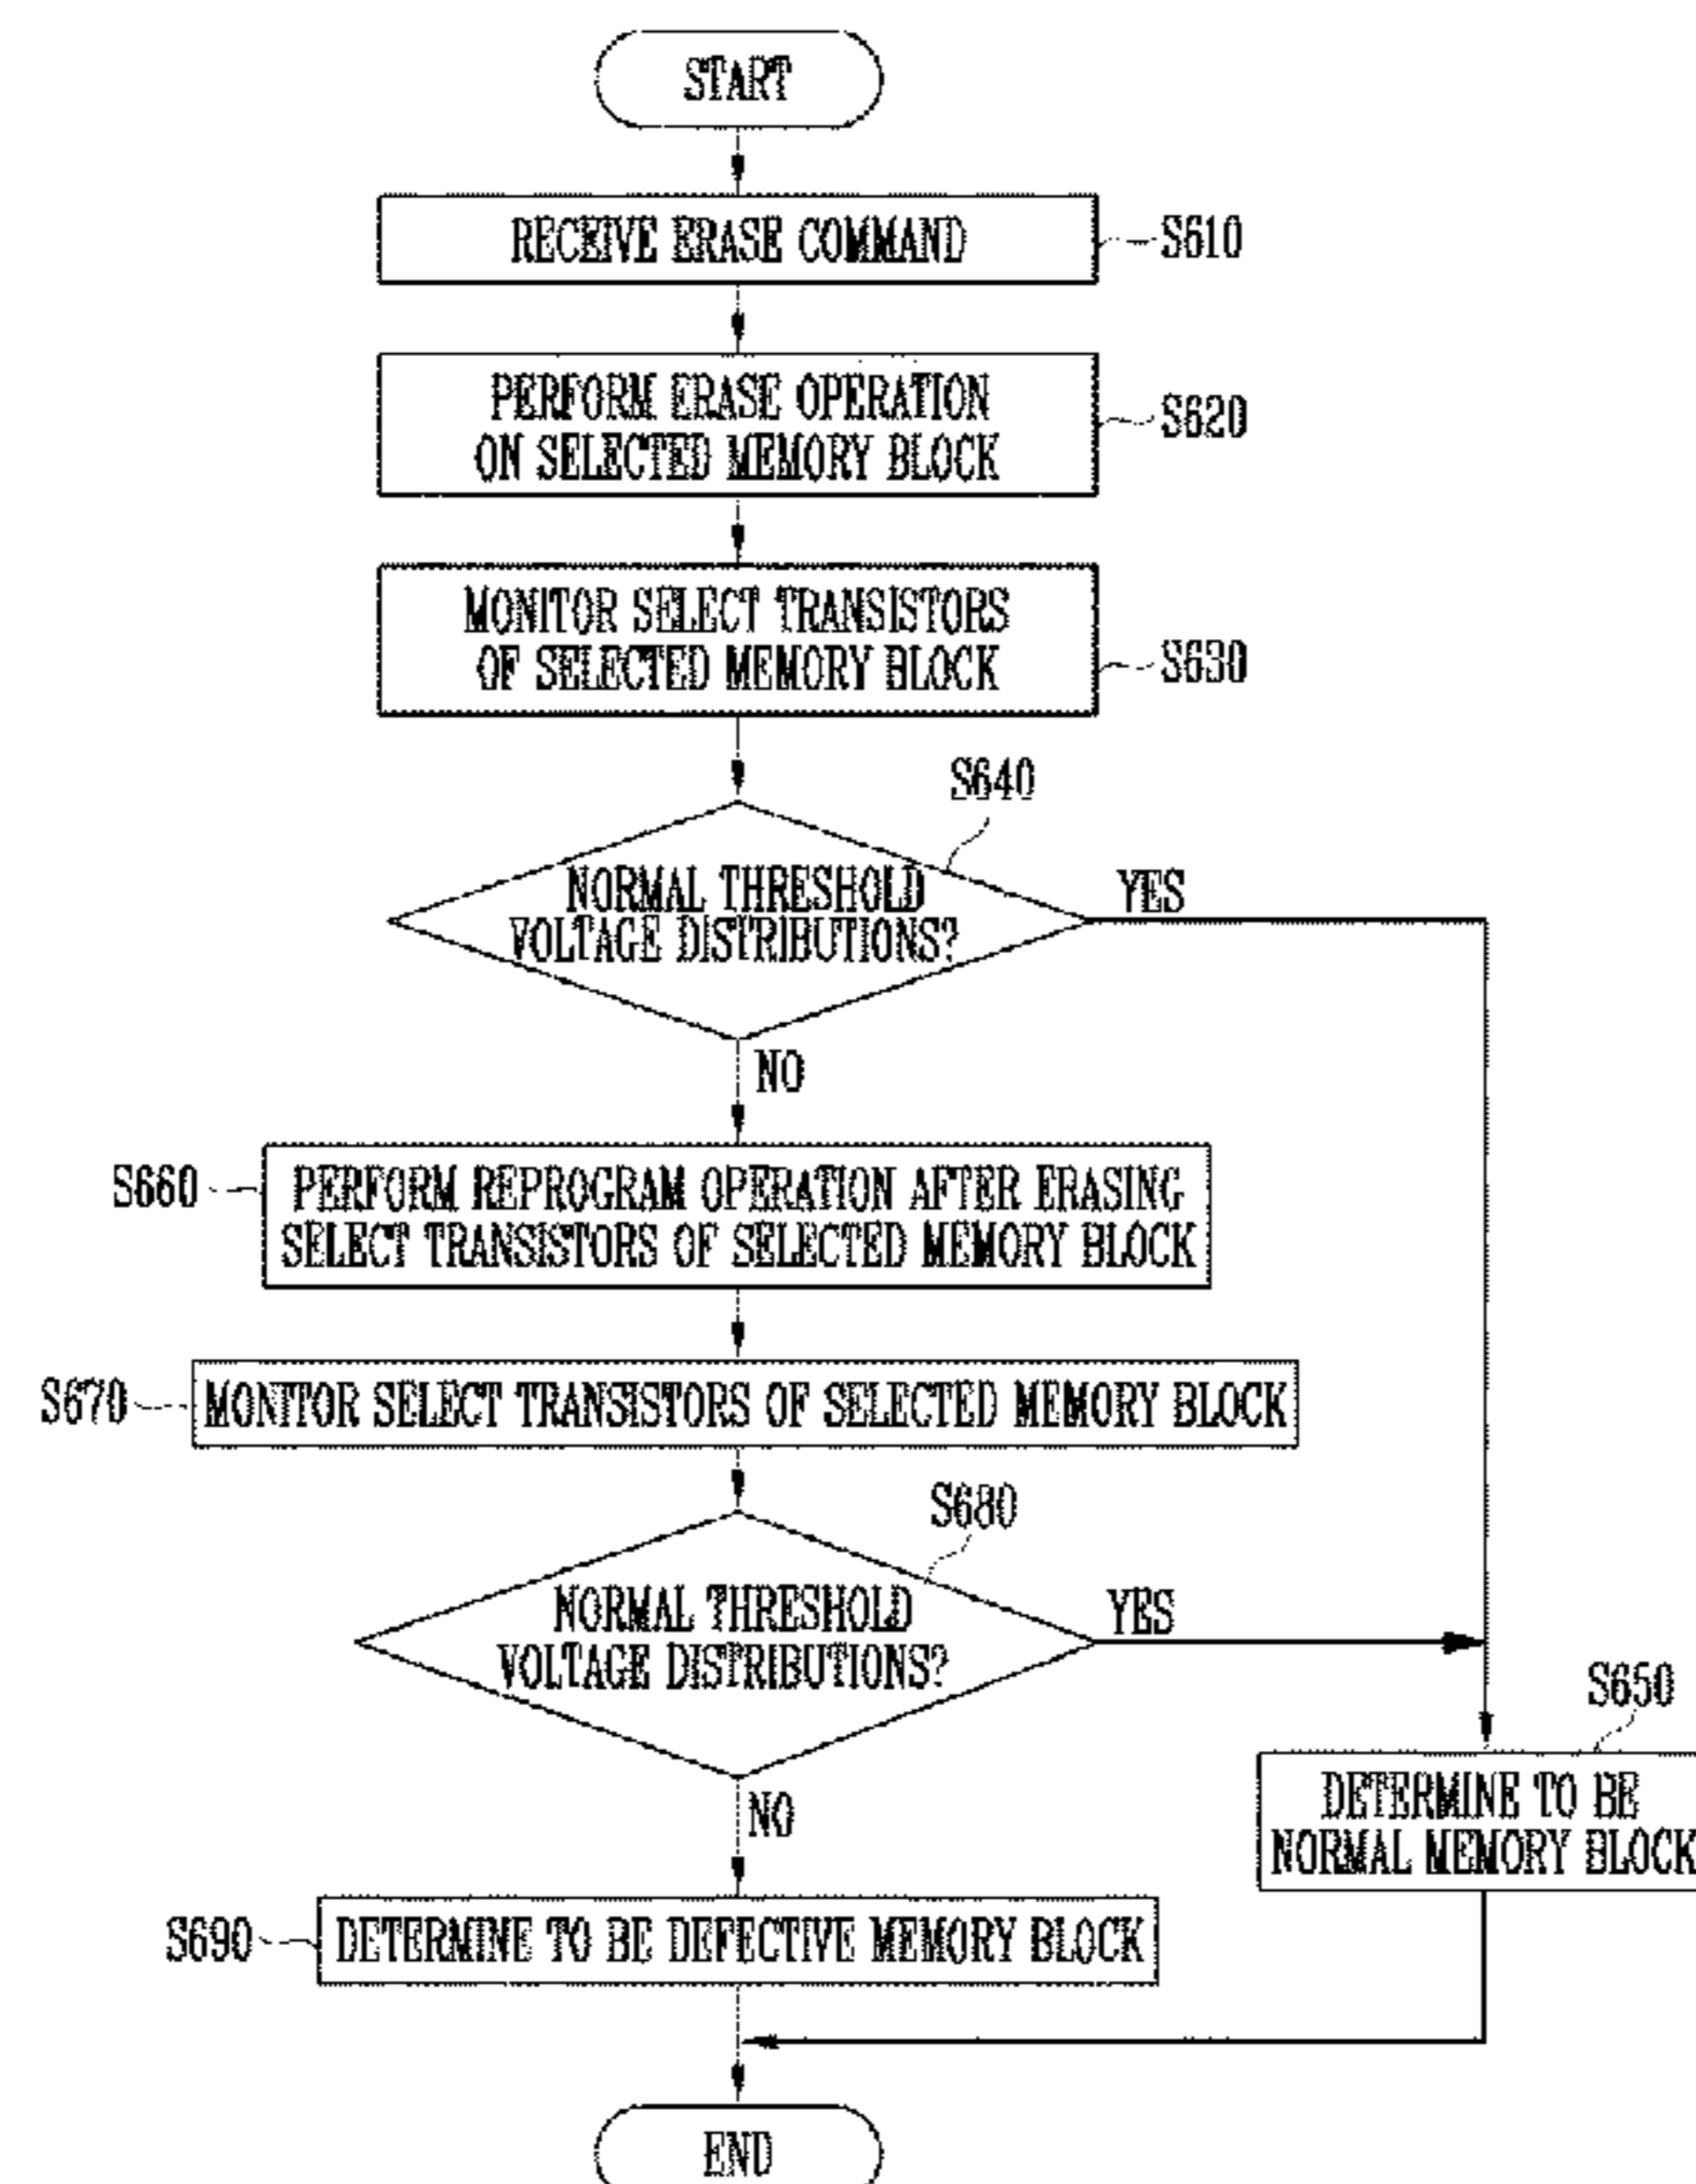 START
RECEIVE ERASE COMMAND
S610
PERFORM ERASE OPERATION
ON SELECTED MEMORY BLOCK
S620
MONITOR SELECT TRANSISTORS
OF SELECTED MEMORY BLOCK
S630
S640
NORMAL THRESHOLD
VOLTAGE DISTRIBUTIONS?
YES
NO
S660
PERFORM REPROGRAM OPERATION AFTER ERASING
SELECT TRANSISTORS OF SELECTED MEMORY BLOCK
S670
MONITOR SELECT TRANSISTORS OF SELECTED MEMORY BLOCK
S680
NORMAL THRESHOLD
VOLTAGE DISTRIBUTIONS?
YES
S650
DETERMINE TO BE
NORMAL MEMORY BLOCK
NO
S690
DETERMINE TO BE DEFECTIVE MEMORY BLOCK
END